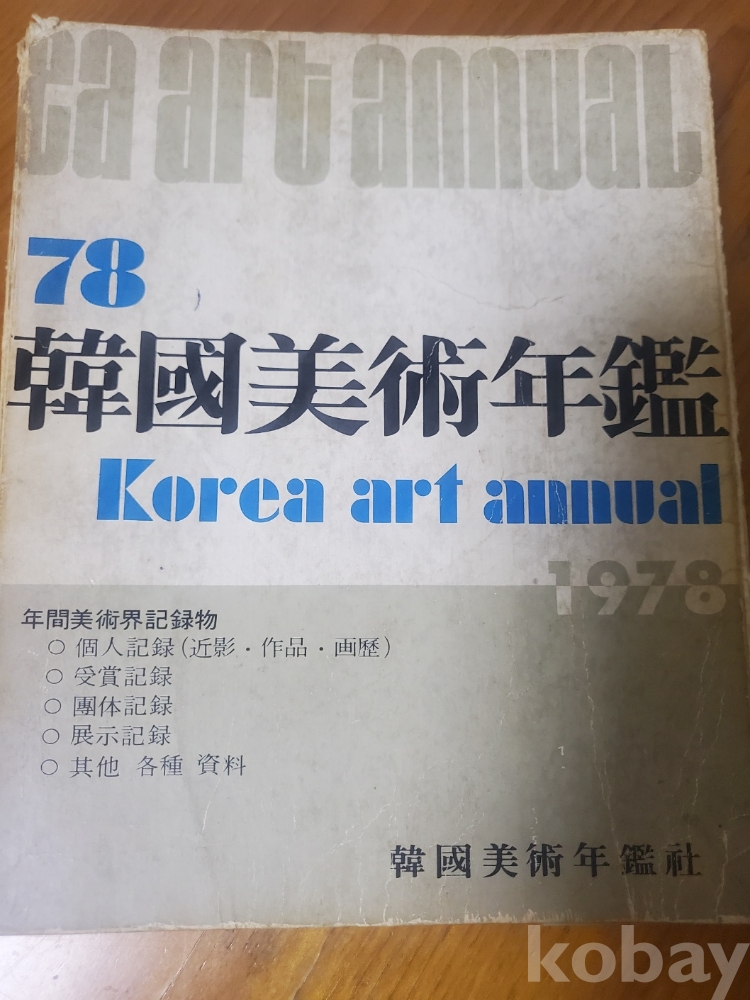 ea art annual
78
韓國美術年鑑
Korea art annual
1978
年間美術界記録物
○ 個人記録(近影・作品・画歷)
○ 受賞記録
○ 團体記録
○ 展示記録
○ 其他 各種 資料
韓國美術年鑑社
kobay